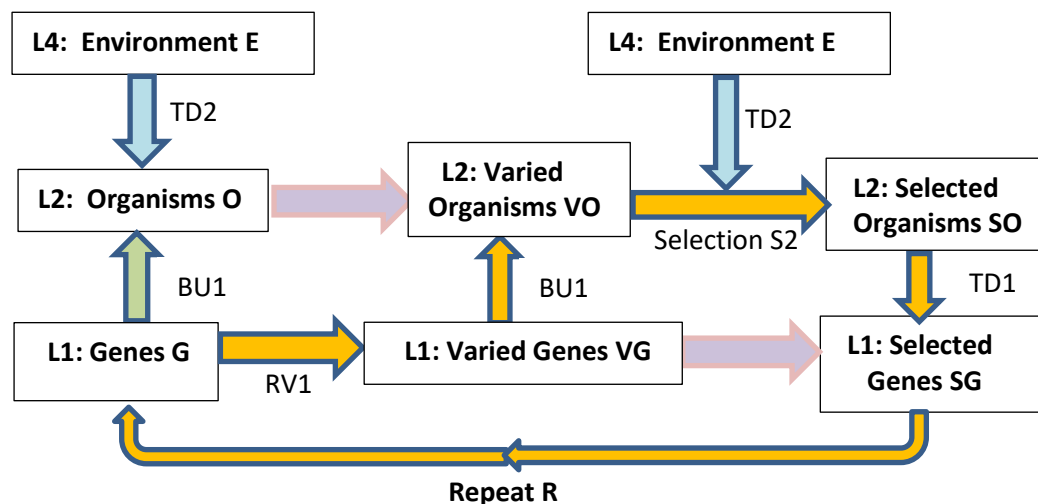 L4: Environment E
L4: Environment E
TD2
TD2
L2: Organisms O
L2: Varied
Organisms VO
L2: Selected
Organisms SO
Selection S2
BU1
BU1
TD1
L1: Genes G
RV1
L1: Varied Genes VG
L1: Selected
Genes SG
Repeat R